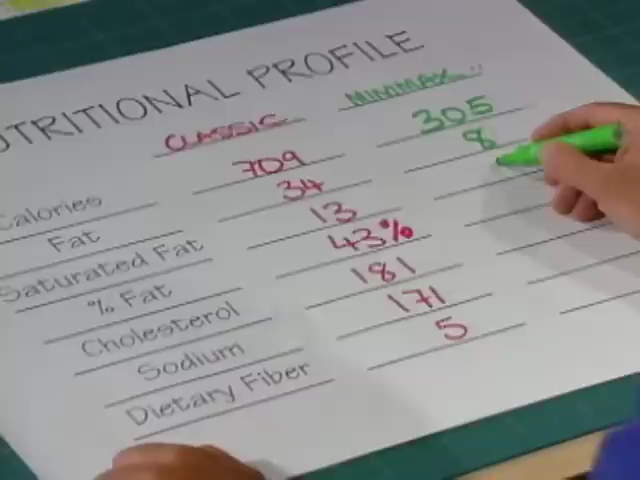 UTRITIONAL PROFILE
CLASSIC MINIMAX
Calories 709 305
Fat 34 8
Saturated Fat 13
% Fat 43%
Cholesterol 181
Sodium 171
Dietary Fiber 5